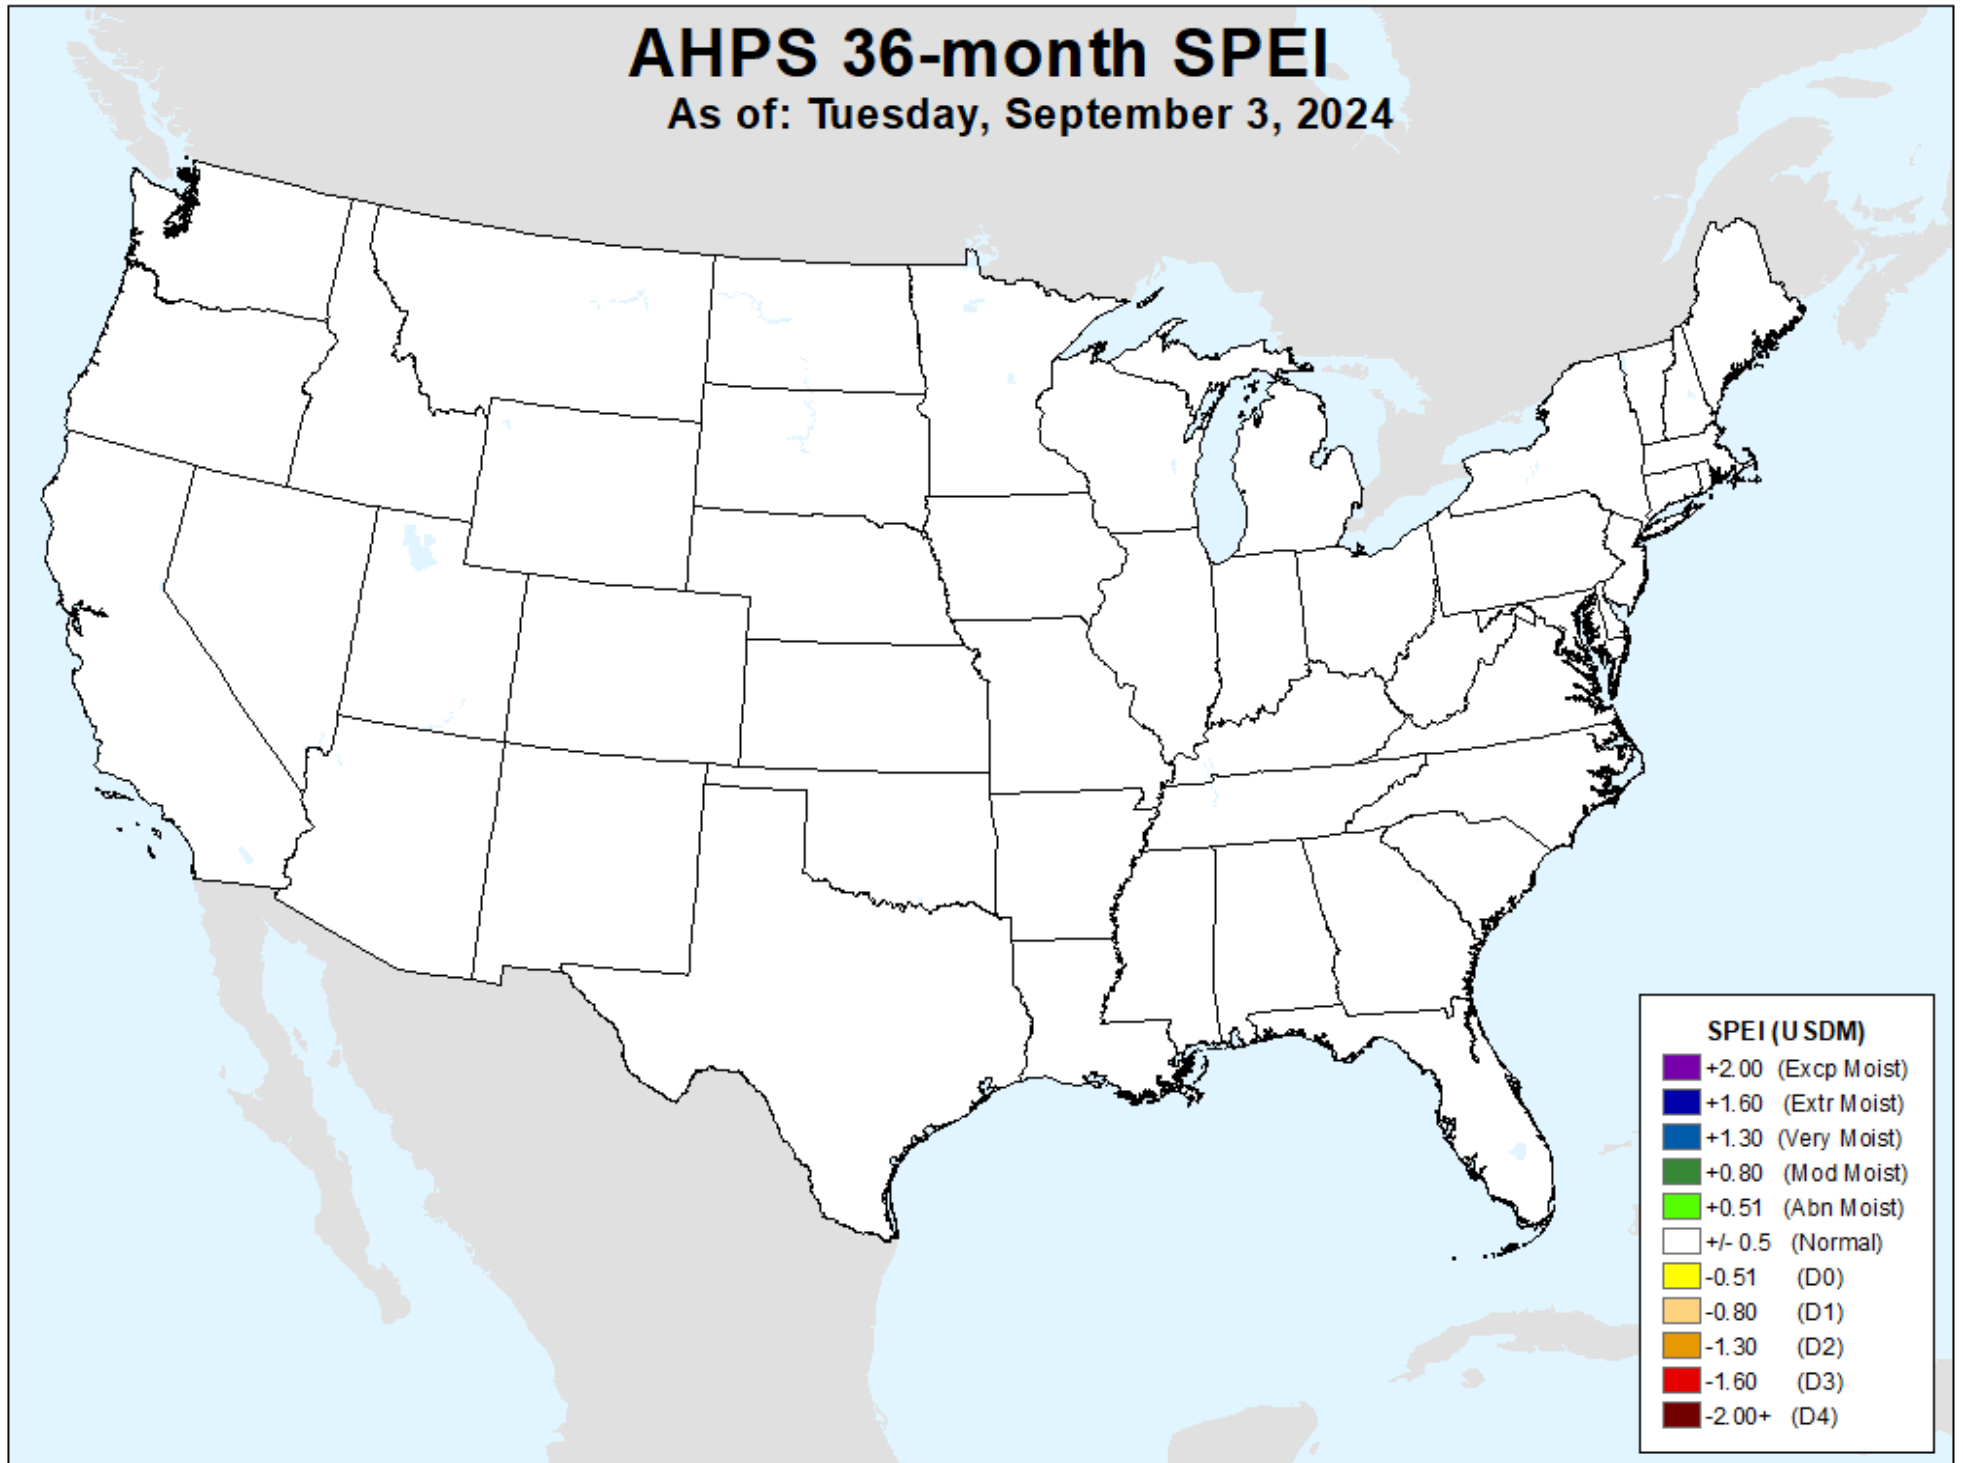 AHPS 36-month SPEI
As of: Tuesday, September 3, 2024
SPEI (USDM)
+2.00 (Excp Moist)
+1.60 (Extr Moist)
+1.30 (Very Moist)
+0.80 (Mod Moist)
+0.51 (Abn Moist)
+/- 0.5 (Normal)
-0.51 (D0)
-0.80 (D1)
-1.30 (D2)
-1.60 (D3)
-2.00+ (D4)